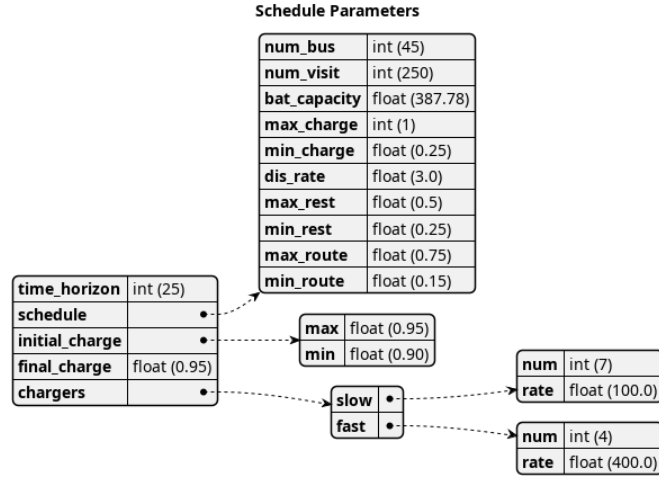 Schedule Parameters
num_bus int (45)
num_visit int (250)
bat_capacity float (387.78)
max_charge int (1)
min_charge float (0.25)
dis_rate float (3.0)
max_rest float (0.5)
min_rest float (0.25)
max_route float (0.75)
min_route float (0.15)
time_horizon int (25)
schedule
initial_charge
final_charge float (0.95)
chargers
max float (0.95)
min float (0.90)
slow
fast
num int (7)
rate float (100.0)
num int (4)
rate float (400.0)